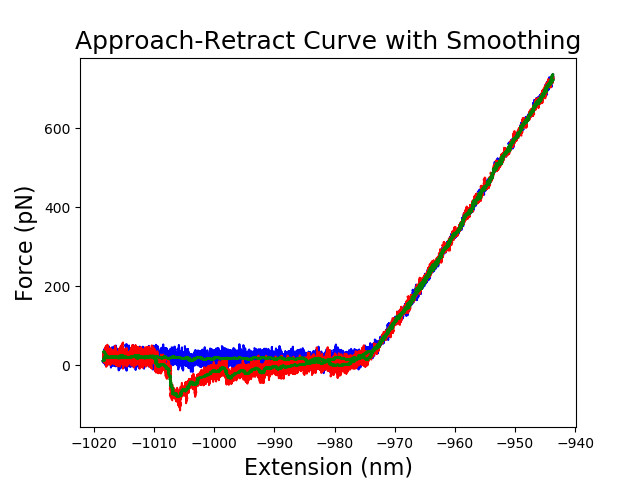 Approach-Retract Curve with Smoothing
Force (pN)
600
400
200
0
−1020 −1010 −1000 −990 −980 −970 −960 −950 −940
Extension (nm)